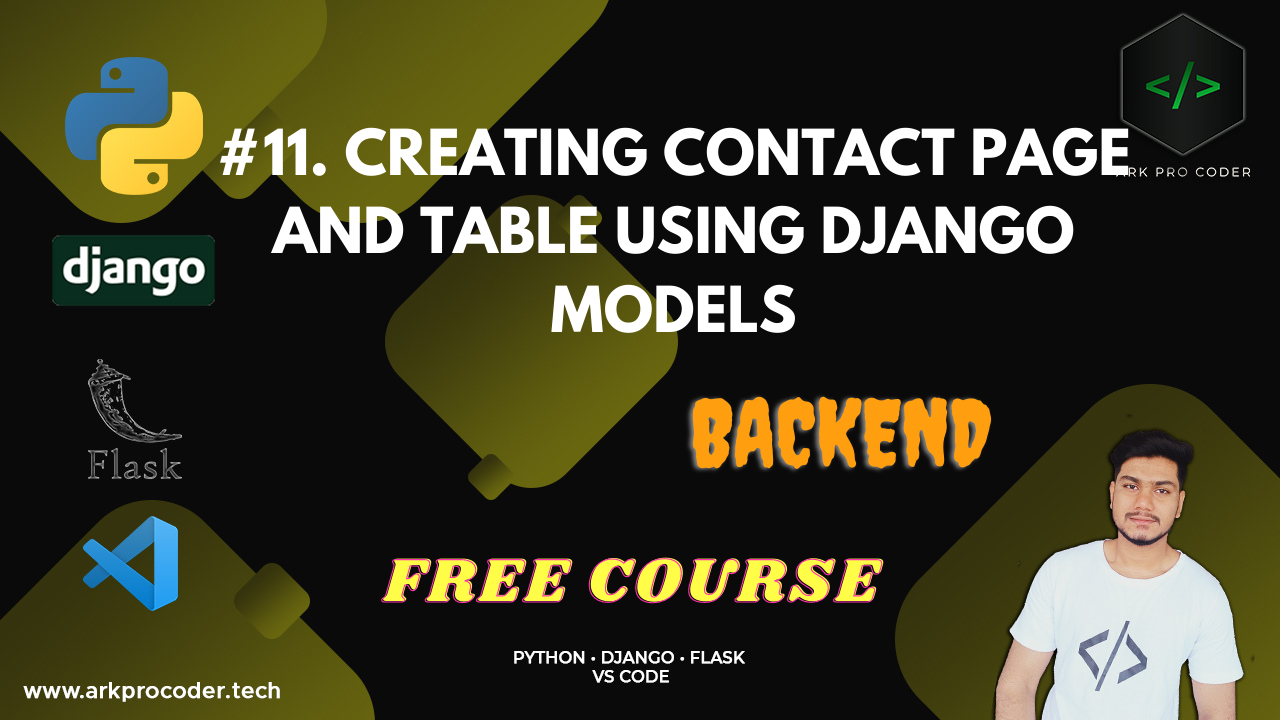 #11. CREATING CONTACT PAGE
AND TABLE USING DJANGO
MODELS
</>
ARK PRO CODER
django
Flask
BACKEND
FREE COURSE
PYTHON • DJANGO • FLASK
VS CODE
</>
www.arkprocoder.tech